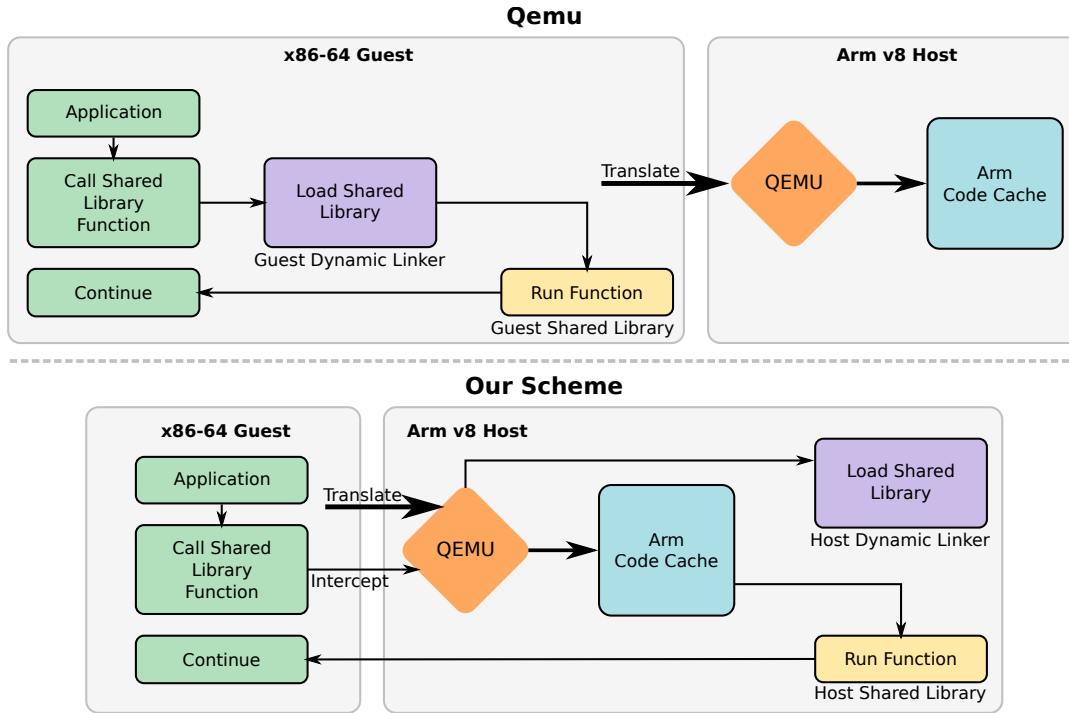 Qemu
x86-64 Guest
Arm v8 Host
Application
Call Shared
Library
Function
Load Shared
Library
Guest Dynamic Linker
Continue
Run Function
Guest Shared Library
Translate
QEMU
Arm
Code Cache
Our Scheme
x86-64 Guest
Arm v8 Host
Application
Translate
Call Shared
Library
Function
Intercept
QEMU
Arm
Code Cache
Load Shared
Library
Host Dynamic Linker
Continue
Run Function
Host Shared Library